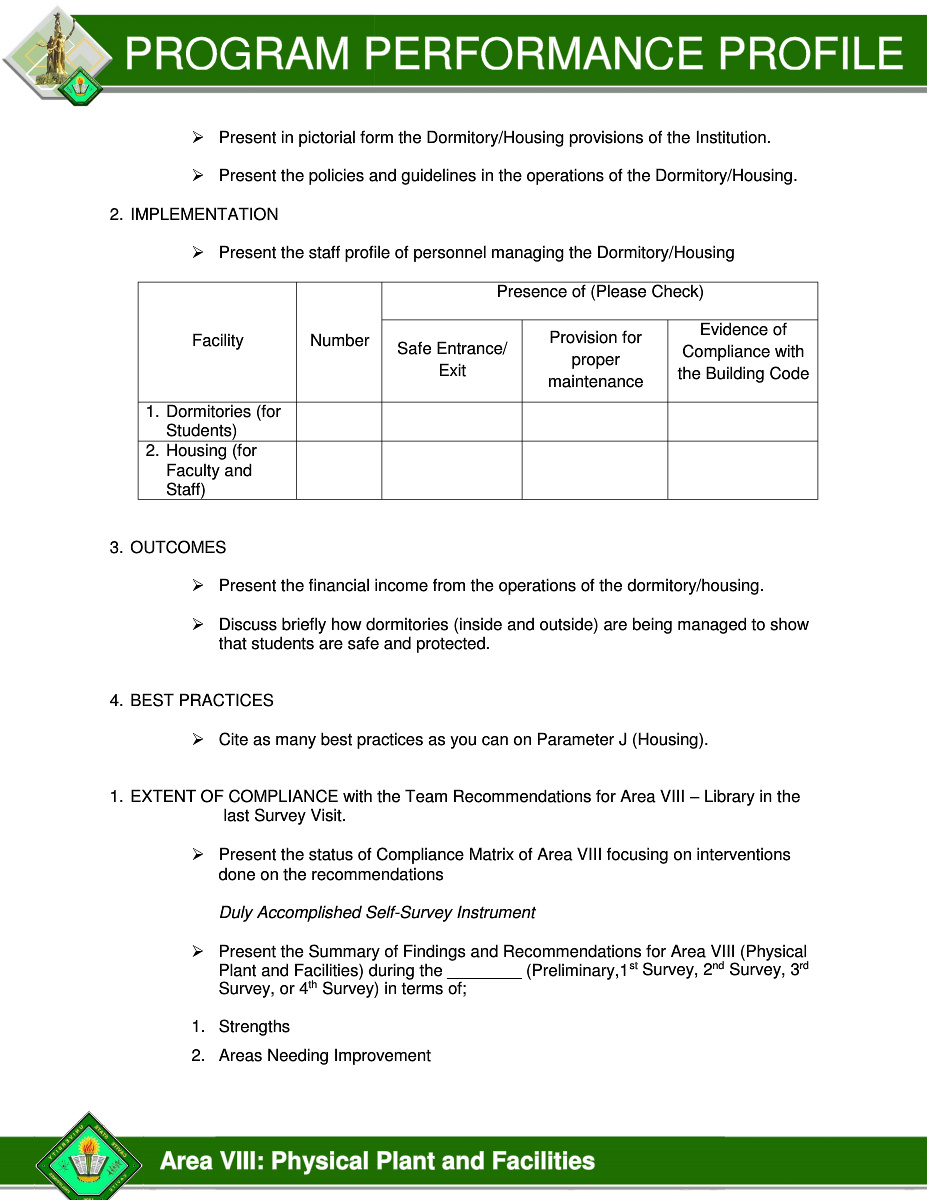 PROGRAM PERFORMANCE PROFILE
➢ Present in pictorial form the Dormitory/Housing provisions of the Institution.
➢ Present the policies and guidelines in the operations of the Dormitory/Housing.
2. IMPLEMENTATION
➢ Present the staff profile of personnel managing the Dormitory/Housing
Facility
Number
Presence of (Please Check)
Safe Entrance/
Exit
Provision for
proper
maintenance
Evidence of
Compliance with
the Building Code
1. Dormitories (for
Students)
2. Housing (for
Faculty and
Staff)
3. OUTCOMES
➢ Present the financial income from the operations of the dormitory/housing.
➢ Discuss briefly how dormitories (inside and outside) are being managed to show
that students are safe and protected.
4. BEST PRACTICES
➢ Cite as many best practices as you can on Parameter J (Housing).
1. EXTENT OF COMPLIANCE with the Team Recommendations for Area VIII – Library in the
last Survey Visit.
➢ Present the status of Compliance Matrix of Area VIII focusing on interventions
done on the recommendations
Duly Accomplished Self-Survey Instrument
➢ Present the Summary of Findings and Recommendations for Area VIII (Physical
Plant and Facilities) during the ________ (Preliminary,1st Survey, 2nd Survey, 3rd
Survey, or 4th Survey) in terms of;
1. Strengths
2. Areas Needing Improvement
Area VIII: Physical Plant and Facilities